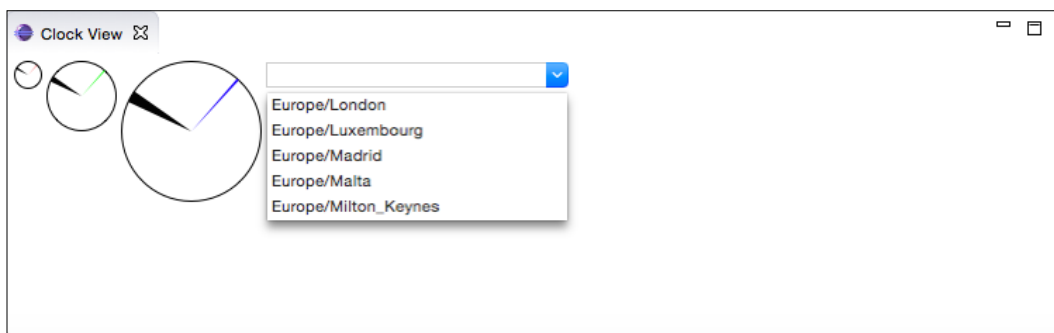 Clock View
Europe/London
Europe/Luxembourg
Europe/Madrid
Europe/Malta
Europe/Milton_Keynes